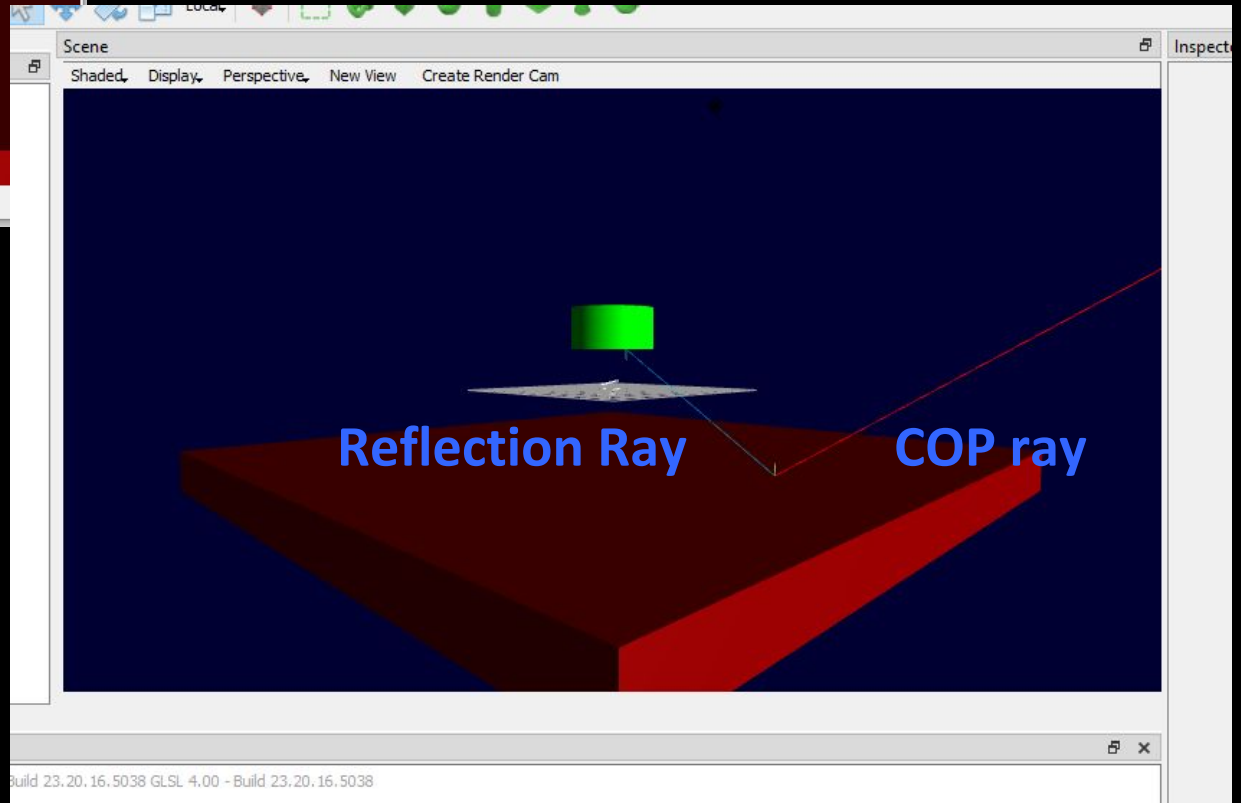 Local
Scene
Inspecto
Shaded Display Perspective New View Create Render Cam
Reflection Ray COP ray
Build 23.20.16.5038 GLSL 4.00 - Build 23.20.16.5038